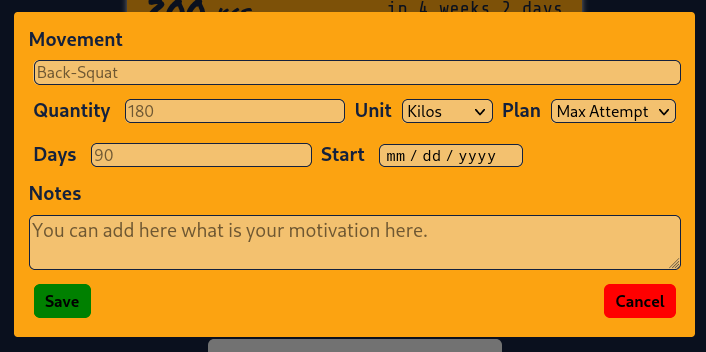 in 4 weeks 2 days
Movement
Back-Squat
Quantity 180 Unit Kilos Plan Max Attempt
Days 90 Start mm / dd / yyyy
Notes
You can add here what is your motivation here.
Save Cancel